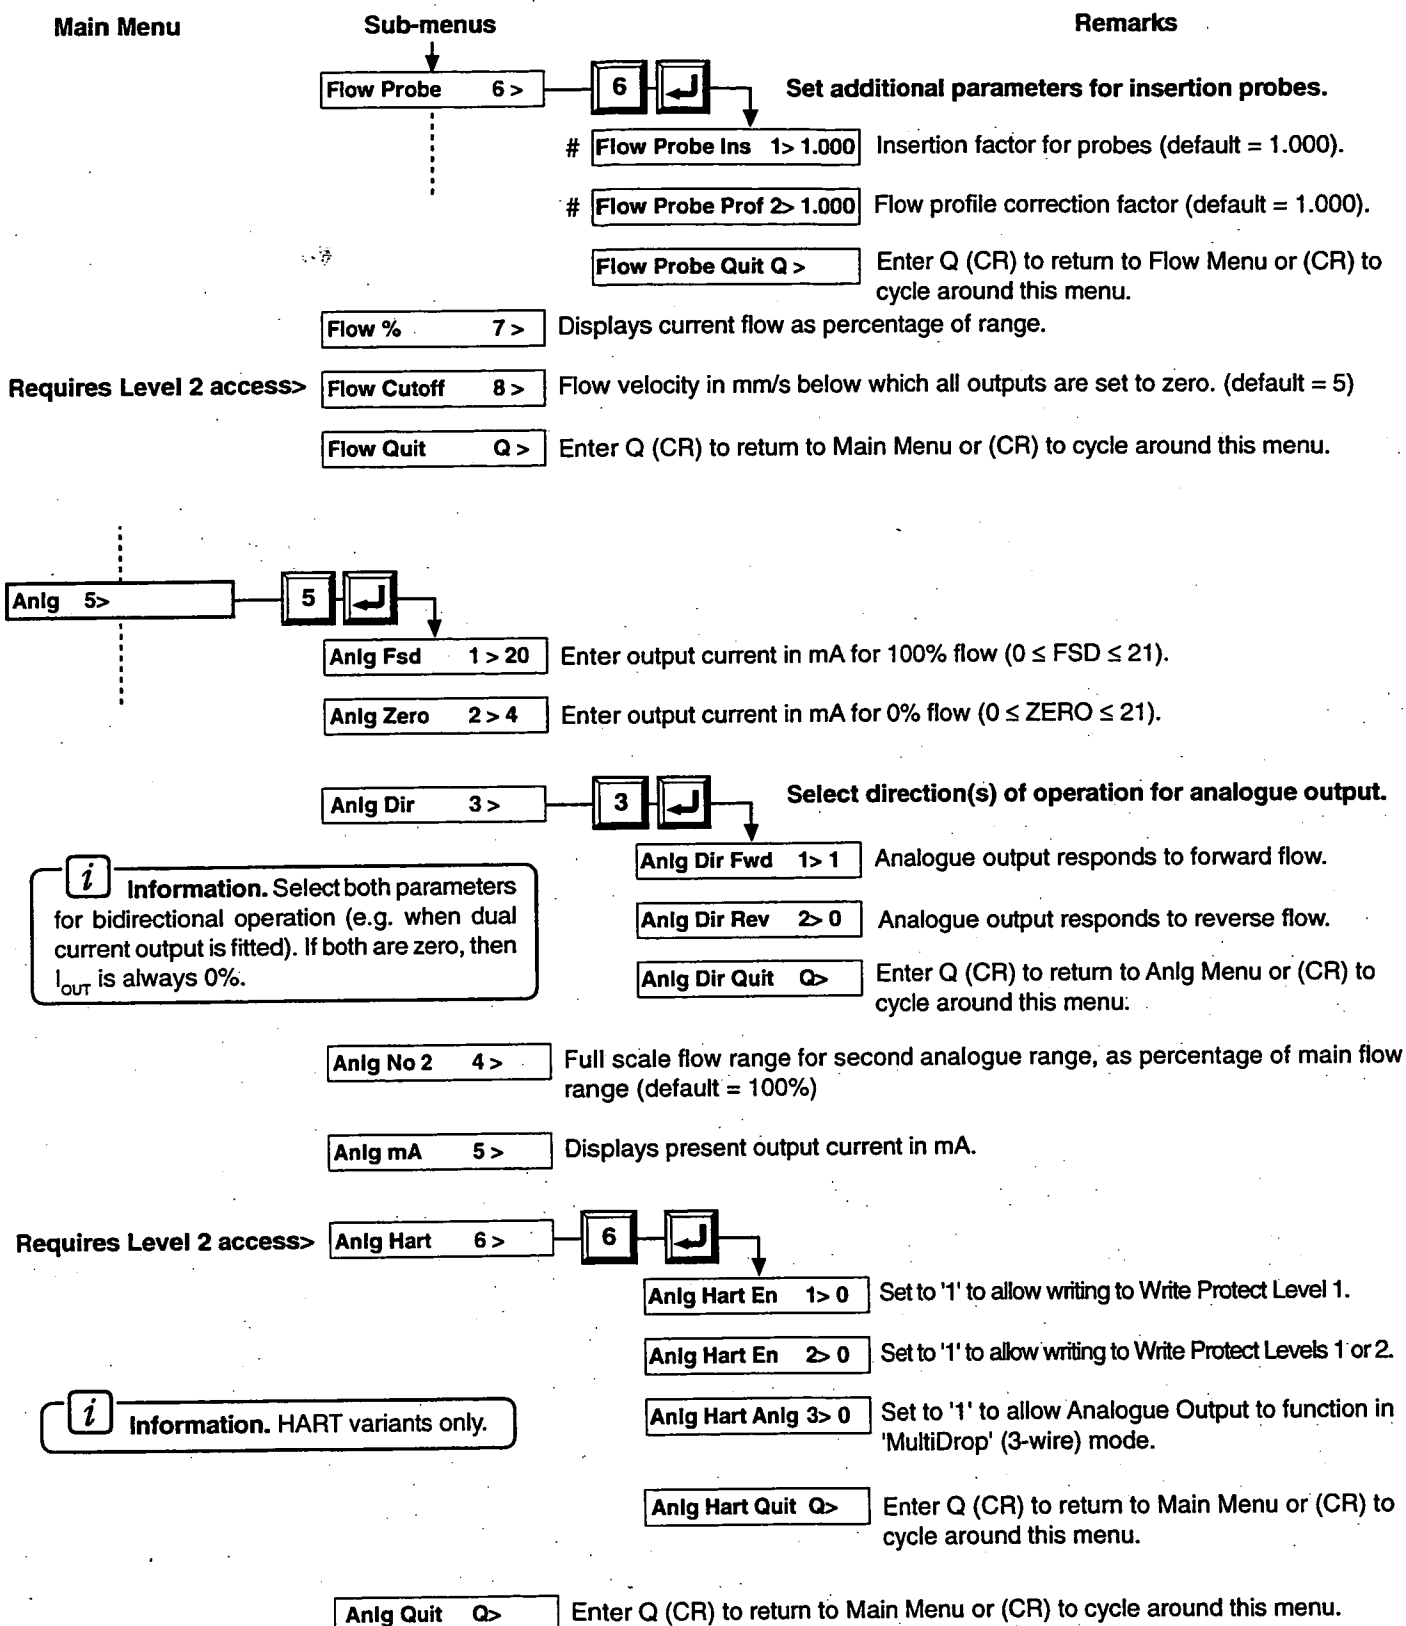 Main Menu Sub-menus Remarks
Flow Probe 6 > 6 Set additional parameters for insertion probes.
# Flow Probe Ins 1> 1.000 Insertion factor for probes (default = 1.000).
# Flow Probe Prof 2> 1.000 Flow profile correction factor (default = 1.000).
Flow Probe Quit Q > Enter Q (CR) to return to Flow Menu or (CR) to
cycle around this menu.
Flow % 7 > Displays current flow as percentage of range.
Requires Level 2 access> Flow Cutoff 8 > Flow velocity in mm/s below which all outputs are set to zero. (default = 5)
Flow Quit Q > Enter Q (CR) to return to Main Menu or (CR) to cycle around this menu.
Anlg 5> 5
Anlg Fsd 1 > 20 Enter output current in mA for 100% flow (0 ≤ FSD ≤ 21).
Anlg Zero 2 > 4 Enter output current in mA for 0% flow (0 ≤ ZERO ≤ 21).
Anlg Dir 3 > 3 Select direction(s) of operation for analogue output.
Anlg Dir Fwd 1> 1 Analogue output responds to forward flow.
Anlg Dir Rev 2> 0 Analogue output responds to reverse flow.
Anlg Dir Quit Q> Enter Q (CR) to return to Anlg Menu or (CR) to
cycle around this menu.
i Information. Select both parameters
for bidirectional operation (e.g. when dual
current output is fitted). If both are zero, then
IOUT is always 0%.
Anlg No 2 4 > Full scale flow range for second analogue range, as percentage of main flow
range (default = 100%)
Anlg mA 5 > Displays present output current in mA.
Requires Level 2 access> Anlg Hart 6 > 6
Anlg Hart En 1> 0 Set to '1' to allow writing to Write Protect Level 1.
Anlg Hart En 2> 0 Set to '1' to allow writing to Write Protect Levels 1 or 2.
i Information. HART variants only.
Anlg Hart Anlg 3> 0 Set to '1' to allow Analogue Output to function in
'MultiDrop' (3-wire) mode.
Anlg Hart Quit Q> Enter Q (CR) to return to Main Menu or (CR) to
cycle around this menu.
Anlg Quit Q> Enter Q (CR) to return to Main Menu or (CR) to cycle around this menu.